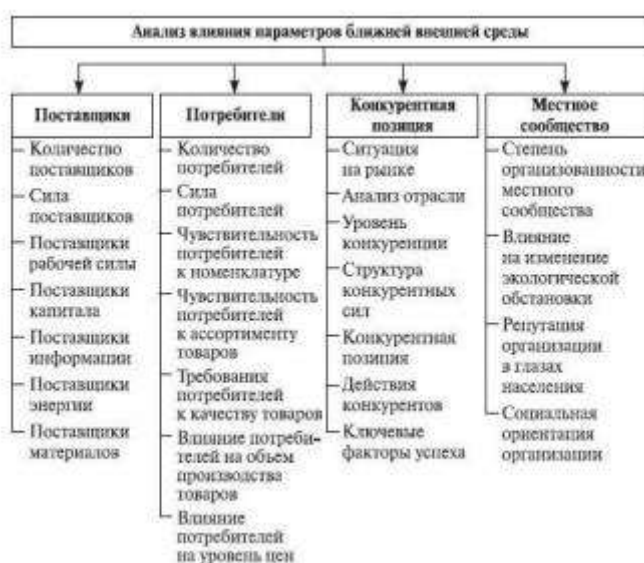 Анализ влияния параметров ближней внешней среды
Поставщики
Количество
поставщиков
Сила
поставщиков
Поставщики
рабочей силы
Поставщики
капитала
Поставщики
информации
Поставщики
энергии
Поставщики
материалов
Потребители
Количество
потребителей
Сила
потребителей
Чувствительность
потребителей
к номенклатуре
Чувствительность
потребителей
к ассортименту
товаров
Требования
потребителей
к качеству товаров
Влияние потреби-
телей на объем
производства
товаров
Влияние
потребителей
на уровень цен
Конкурентная
позиция
Ситуация
на рынке
Анализ отрасли
Уровень
конкуренции
Структура
конкурентных
сил
Конкурентная
позиция
Действия
конкурентов
Ключевые
факторы успеха
Местное
сообщество
Степень
организованности
местного
сообщества
Влияние
на изменение
экологической
обстановки
Репутация
организации
в глазах
населения
Социальная
ориентация
организации